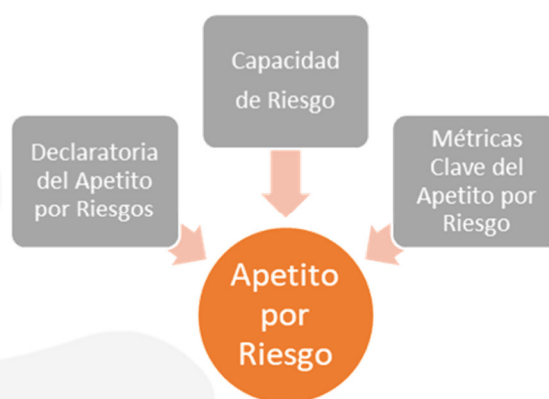 Capacidad
de Riesgo
Declaratoria
del Apetito
por Riesgos
Métricas
Clave del
Apetito por
Riesgo
Apetito
por
Riesgo